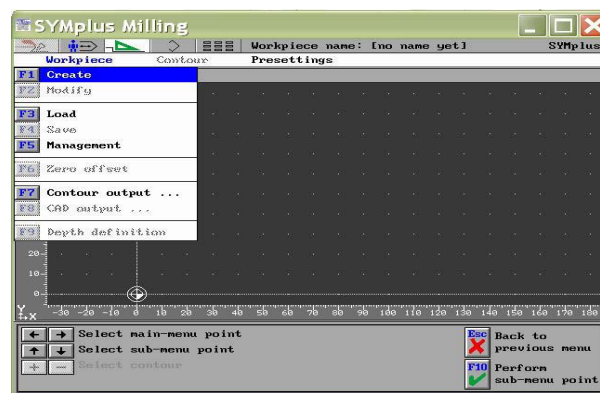 SYMplus Milling
Workpiece name: [no name yet] SYMplus
Workpiece Contour Presettings
F1 Create
F2 Modify
F3 Load
F4 Save
F5 Management
F6 Zero offset
F7 Contour output ...
F8 CAD output ...
F9 Depth definition
20
10
0
Y
X -30 -20 -10 0 10 20 30 40 50 60 70 80 90 100 110 120 130 140 150 160 170 180
← → Select main-menu point
↑ ↓ Select sub-menu point
+ - Select contour
Esc Back to
previous menu
F10 Perform
sub-menu point